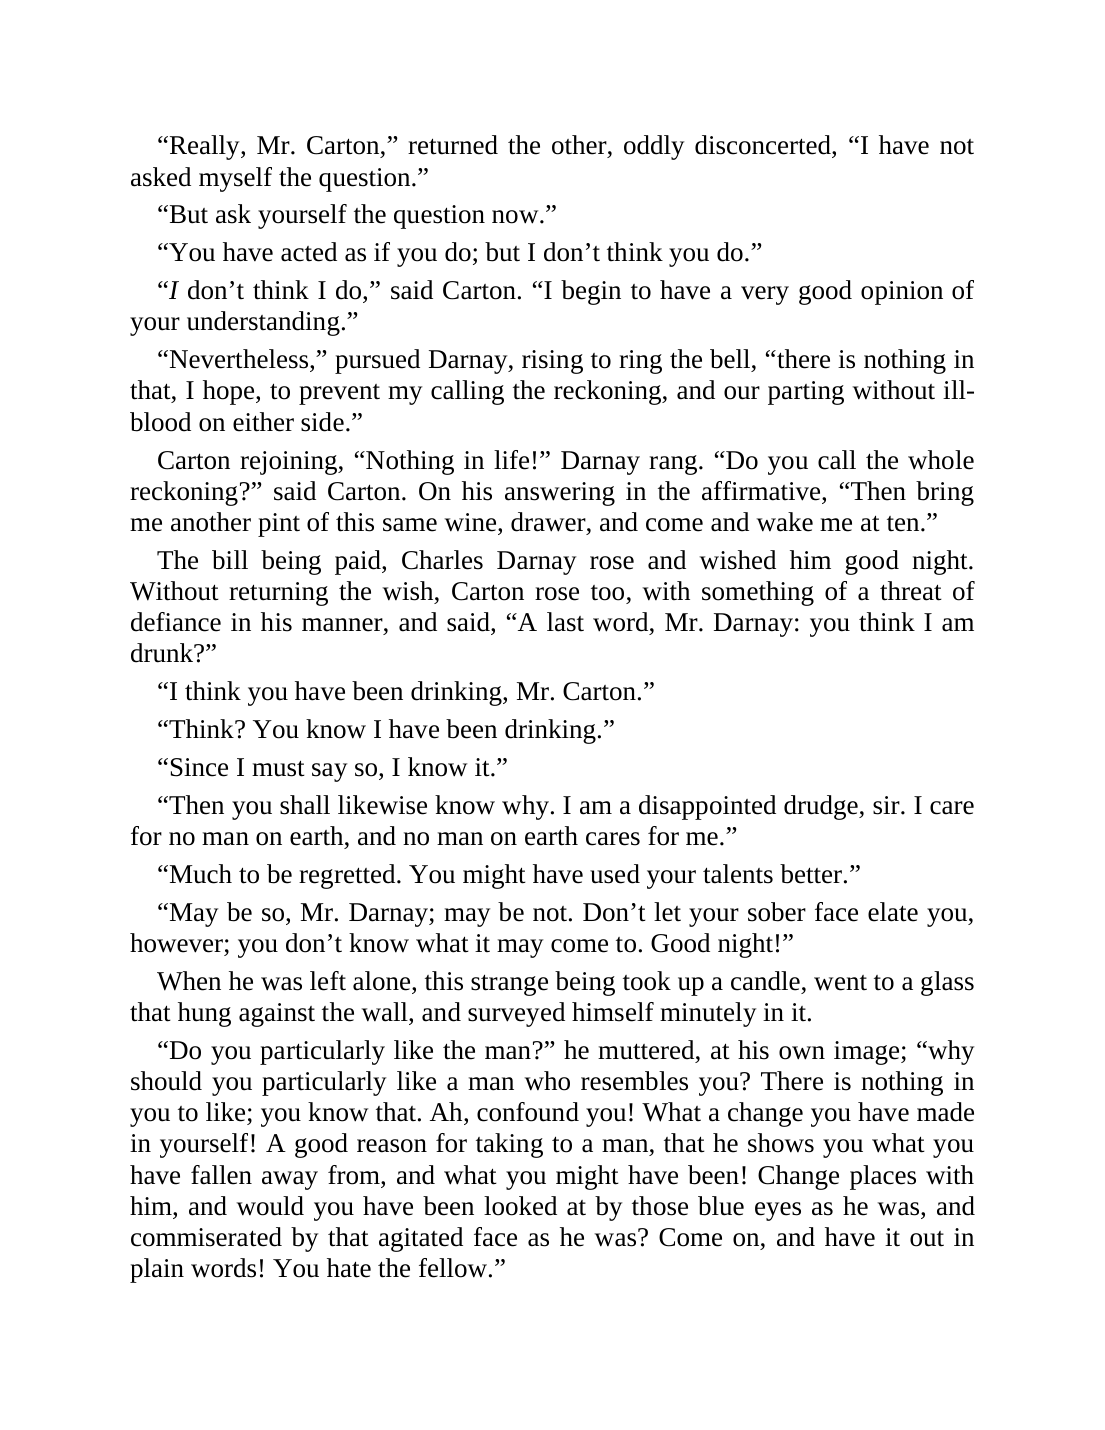 “Really, Mr. Carton,” returned the other, oddly disconcerted, “I have not
asked myself the question.”
“But ask yourself the question now.”
“You have acted as if you do; but I don’t think you do.”
“I don’t think I do,” said Carton. “I begin to have a very good opinion of
your understanding.”
“Nevertheless,” pursued Darnay, rising to ring the bell, “there is nothing in
that, I hope, to prevent my calling the reckoning, and our parting without ill-
blood on either side.”
Carton rejoining, “Nothing in life!” Darnay rang. “Do you call the whole
reckoning?” said Carton. On his answering in the affirmative, “Then bring
me another pint of this same wine, drawer, and come and wake me at ten.”
The bill being paid, Charles Darnay rose and wished him good night.
Without returning the wish, Carton rose too, with something of a threat of
defiance in his manner, and said, “A last word, Mr. Darnay: you think I am
drunk?”
“I think you have been drinking, Mr. Carton.”
“Think? You know I have been drinking.”
“Since I must say so, I know it.”
“Then you shall likewise know why. I am a disappointed drudge, sir. I care
for no man on earth, and no man on earth cares for me.”
“Much to be regretted. You might have used your talents better.”
“May be so, Mr. Darnay; may be not. Don’t let your sober face elate you,
however; you don’t know what it may come to. Good night!”
When he was left alone, this strange being took up a candle, went to a glass
that hung against the wall, and surveyed himself minutely in it.
“Do you particularly like the man?” he muttered, at his own image; “why
should you particularly like a man who resembles you? There is nothing in
you to like; you know that. Ah, confound you! What a change you have made
in yourself! A good reason for taking to a man, that he shows you what you
have fallen away from, and what you might have been! Change places with
him, and would you have been looked at by those blue eyes as he was, and
commiserated by that agitated face as he was? Come on, and have it out in
plain words! You hate the fellow.”